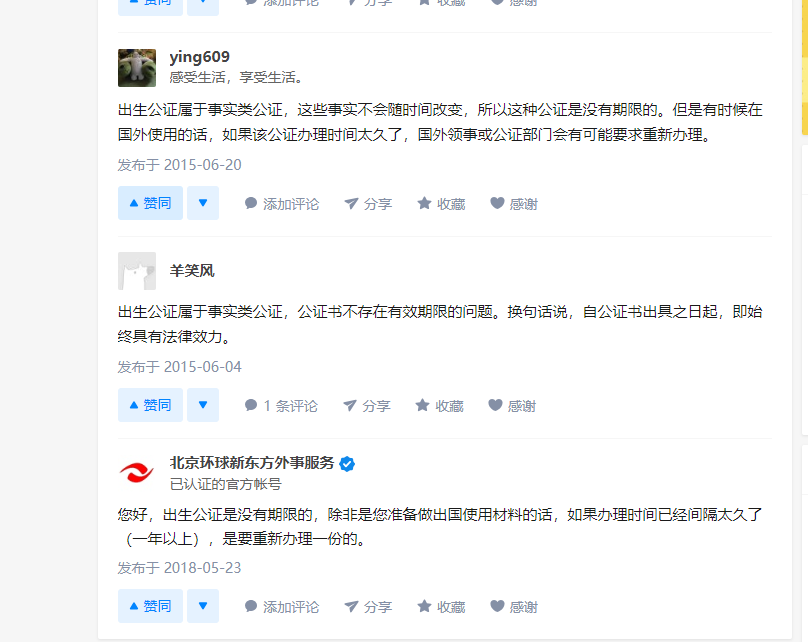 赞同 添加评论 分享 收藏 感谢
ying609
感受生活，享受生活。
出生公证属于事实类公证，这些事实不会随时间改变，所以这种公证是没有期限的。但是有时候在
国外使用的话，如果该公证办理时间太久了，国外领事或公证部门会有可能要求重新办理。
发布于 2015-06-20
赞同 添加评论 分享 收藏 感谢
羊笑风
出生公证属于事实类公证，公证书不存在有效期限的问题。换句话说，自公证书出具之日起，即始
终具有法律效力。
发布于 2015-06-04
赞同 1 条评论 分享 收藏 感谢
北京环球新东方外事服务
已认证的官方帐号
您好，出生公证是没有期限的，除非是您准备做出国使用材料的话，如果办理时间已经间隔太久了
（一年以上），是要重新办理一份的。
发布于 2018-05-23
赞同 添加评论 分享 收藏 感谢